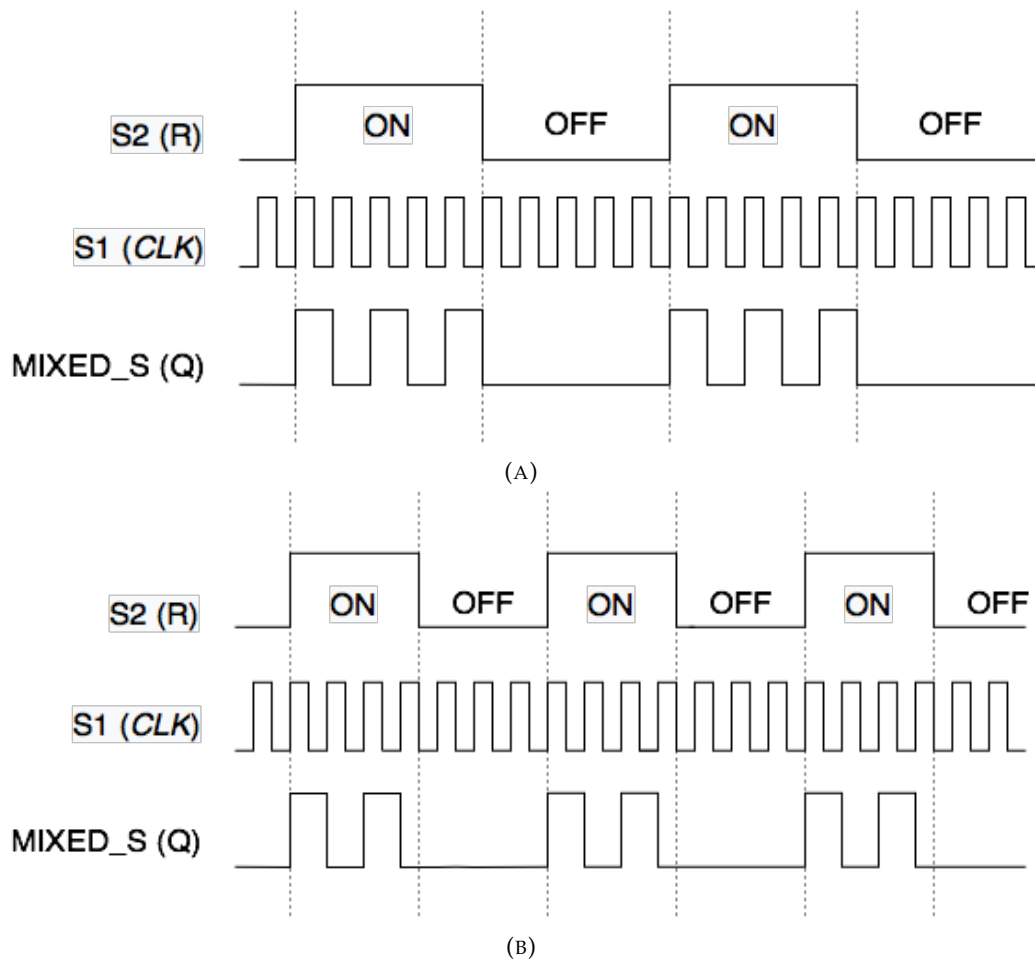 ON OFF ON OFF
S2 (R)
S1 (CLK)
MIXED_S (Q)
(A)
ON OFF ON OFF ON OFF
S2 (R)
S1 (CLK)
MIXED_S (Q)
(B)